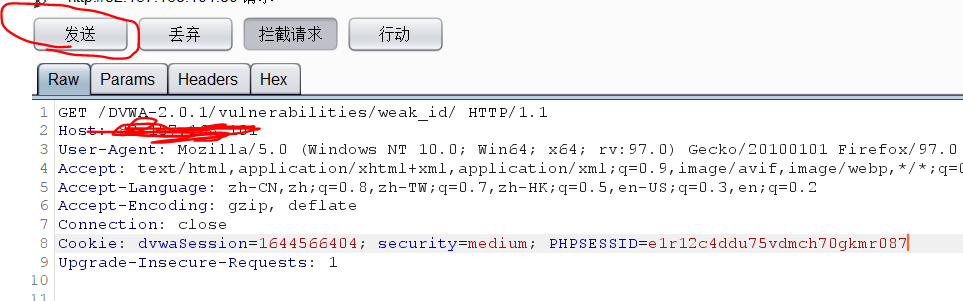 发送 丢弃 拦截请求 行动
Raw Params Headers Hex
1 GET /DVWA-2.0.1/vulnerabilities/weak_id/ HTTP/1.1
2 Host:
3 User-Agent: Mozilla/5.0 (Windows NT 10.0; Win64; x64; rv:97.0) Gecko/20100101 Firefox/97.0
4 Accept: text/html,application/xhtml+xml,application/xml;q=0.9,image/avif,image/webp,*/*;q=
5 Accept-Language: zh-CN,zh;q=0.8,zh-TW;q=0.7,zh-HK;q=0.5,en-US;q=0.3,en;q=0.2
6 Accept-Encoding: gzip, deflate
7 Connection: close
8 Cookie: dvwaSession=1644566404; security=medium; PHPSESSID=e1r12c4ddu75vdmch70gkmr087
9 Upgrade-Insecure-Requests: 1
10
11